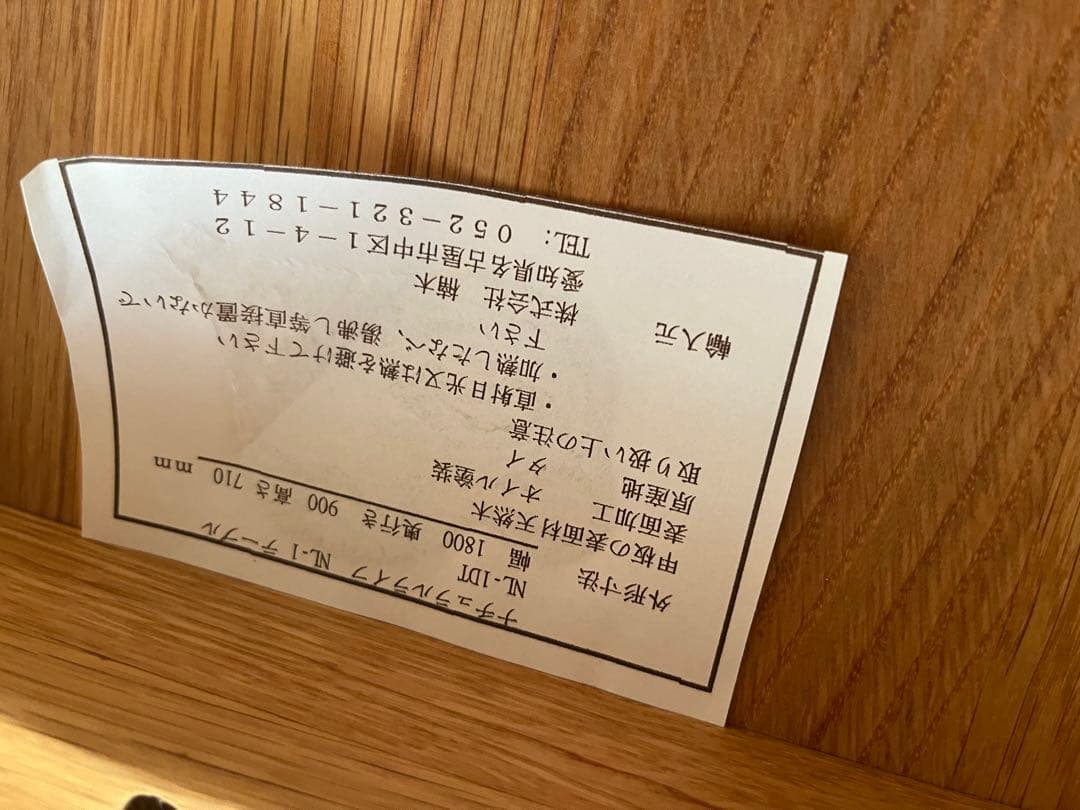 ナチュラルライフ NL-1 テーブル
NL-1DT
外形寸法 幅 1800 奥行き 900 高さ 710 mm
甲板の表面材 天然木
表面加工 オイル塗装
原産地 タイ
取り扱い上の注意
・直射日光又は熱を避けて下さい
・加熱したなべ、湯沸し等直接置かないで
下さい
輸入元 株式会社 楠木
愛知県名古屋市中区1-4-12
TEL: 052-321-1844